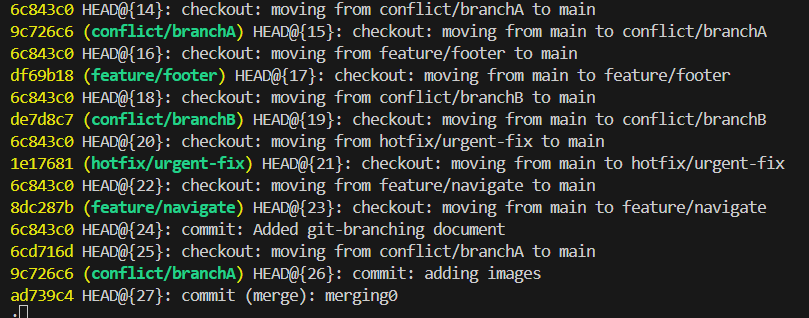 6c843c0 HEAD@{14}: checkout: moving from conflict/branchA to main
9c726c6 (conflict/branchA) HEAD@{15}: checkout: moving from main to conflict/branchA
6c843c0 HEAD@{16}: checkout: moving from feature/footer to main
df69b18 (feature/footer) HEAD@{17}: checkout: moving from main to feature/footer
6c843c0 HEAD@{18}: checkout: moving from conflict/branchB to main
de7d8c7 (conflict/branchB) HEAD@{19}: checkout: moving from main to conflict/branchB
6c843c0 HEAD@{20}: checkout: moving from hotfix/urgent-fix to main
1e17681 (hotfix/urgent-fix) HEAD@{21}: checkout: moving from main to hotfix/urgent-fix
6c843c0 HEAD@{22}: checkout: moving from feature/navigate to main
8dc287b (feature/navigate) HEAD@{23}: checkout: moving from main to feature/navigate
6c843c0 HEAD@{24}: commit: Added git-branching document
6cd716d HEAD@{25}: checkout: moving from conflict/branchA to main
9c726c6 (conflict/branchA) HEAD@{26}: commit: adding images
ad739c4 HEAD@{27}: commit (merge): merging0
: